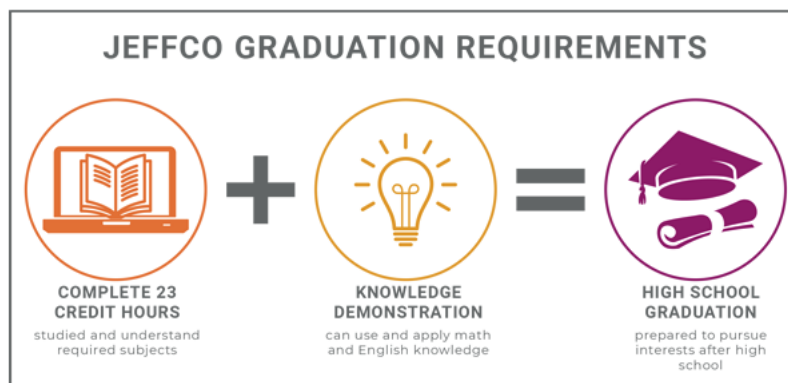 JEFFCO GRADUATION REQUIREMENTS
COMPLETE 23
CREDIT HOURS
studied and understand
required subjects
KNOWLEDGE
DEMONSTRATION
can use and apply math
and English knowledge
HIGH SCHOOL
GRADUATION
prepared to pursue
interests after high
school